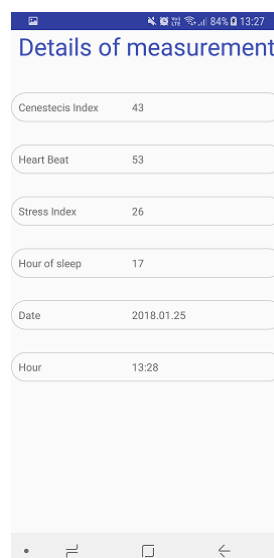 84% 13:27
Details of measurement
Cenestecis Index 43
Heart Beat 53
Stress Index 26
Hour of sleep 17
Date 2018.01.25
Hour 13:28